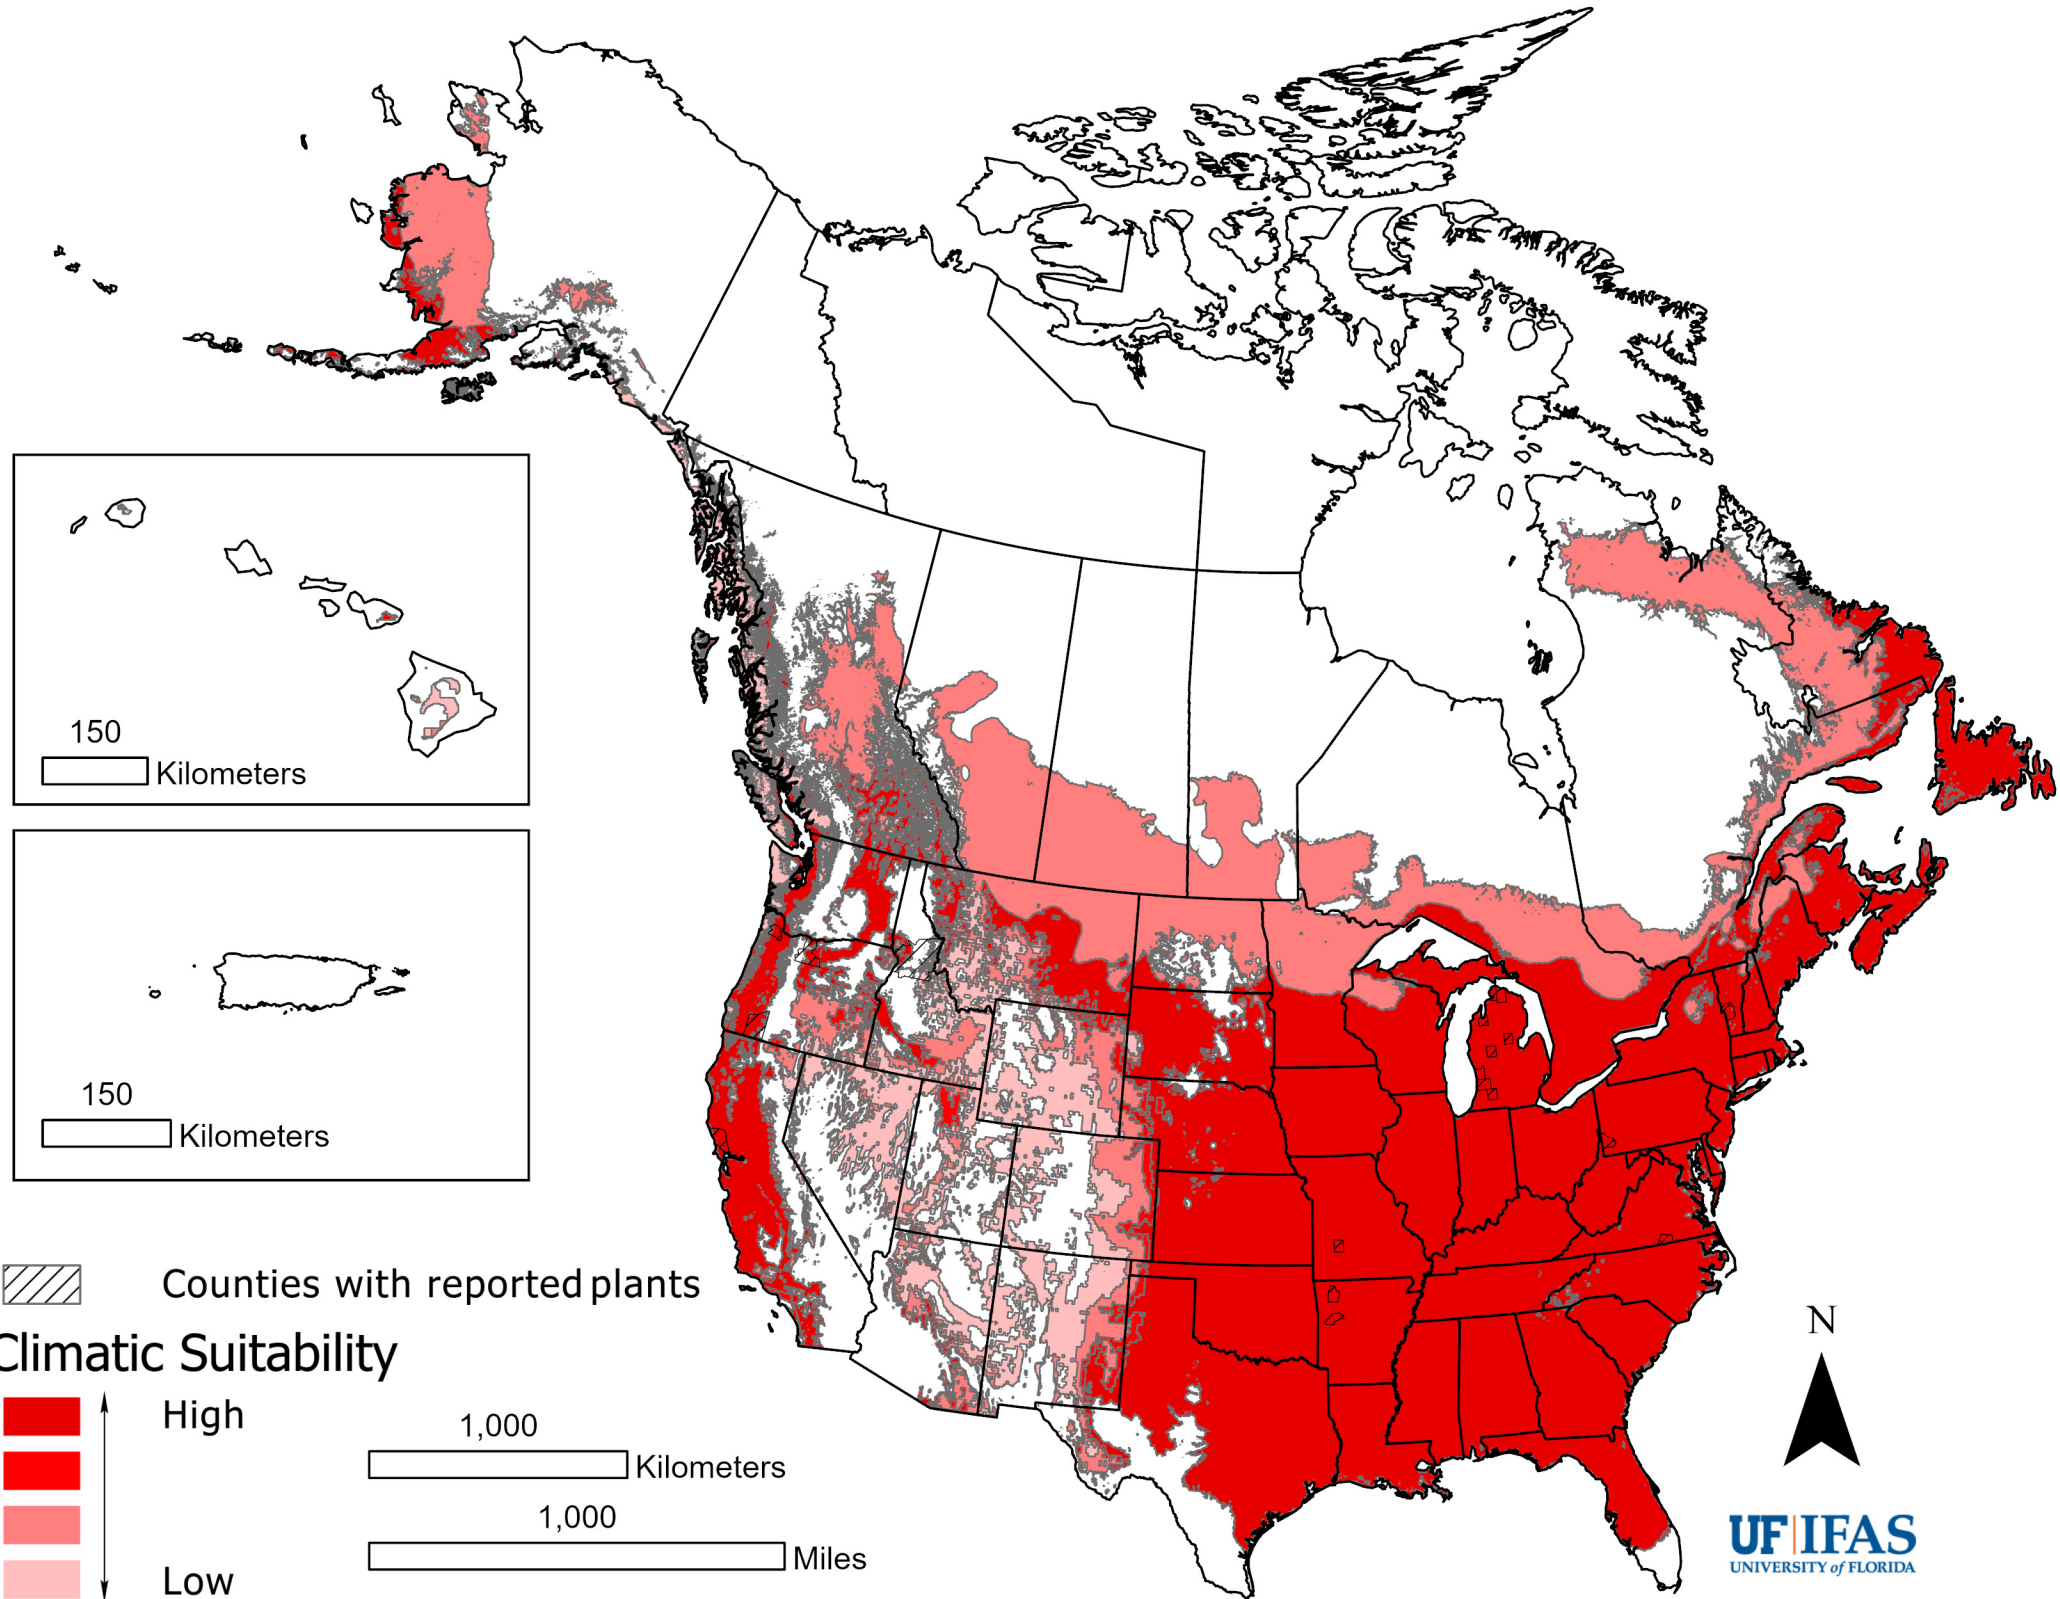 150
Kilometers
150
Kilometers
Counties with reported plants
Climatic Suitability
High
Low
1,000
Kilometers
1,000
Miles
N
UF|IFAS
UNIVERSITY of FLORIDA